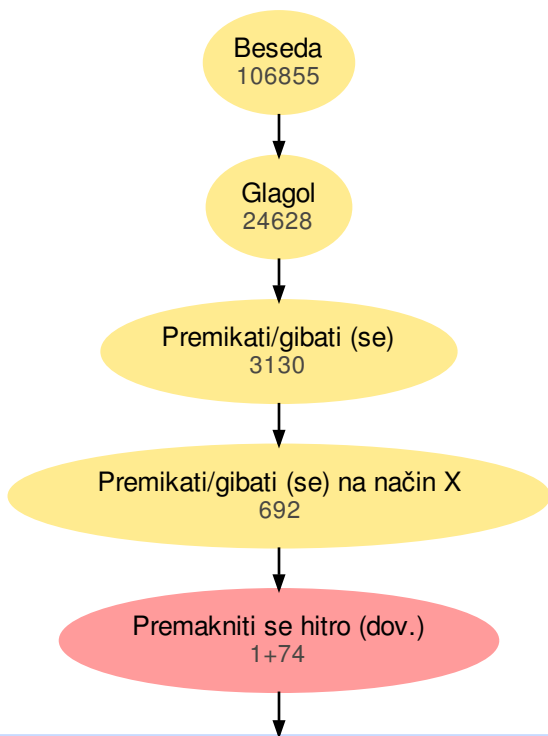 Beseda
106855
Glagol
24628
Premikati/gibati (se)
3130
Premikati/gibati (se) na način X
692
Premakniti se hitro (dov.)
1+74